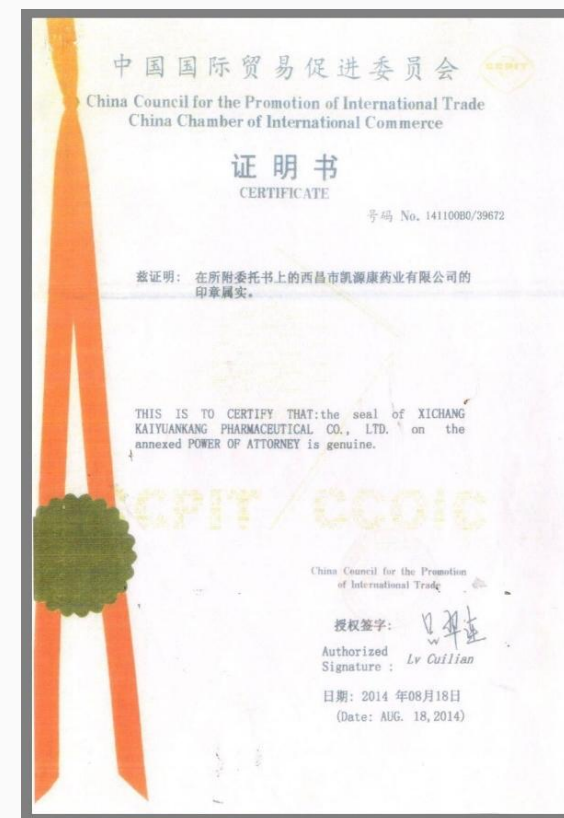 中国国际贸易促进委员会
CCPIT
China Council for the Promotion of International Trade
China Chamber of International Commerce
证明书
CERTIFICATE
号码 No. 141100B0/39672
兹证明: 在所附委托书上的西昌市凯源康药业有限公司的
印章属实。
THIS IS TO CERTIFY THAT:the seal of XICHANG
KAIYUANKANG PHARMACEUTICAL CO., LTD. on the
annexed POWER OF ATTORNEY is genuine.
CCPIT / CCOIC
China Council for the Promotion
of International Trade
授权签字: 吕翠莲
Authorized
Signature : Lv Cuilian
日期: 2014 年08月18日
(Date: AUG. 18,2014)